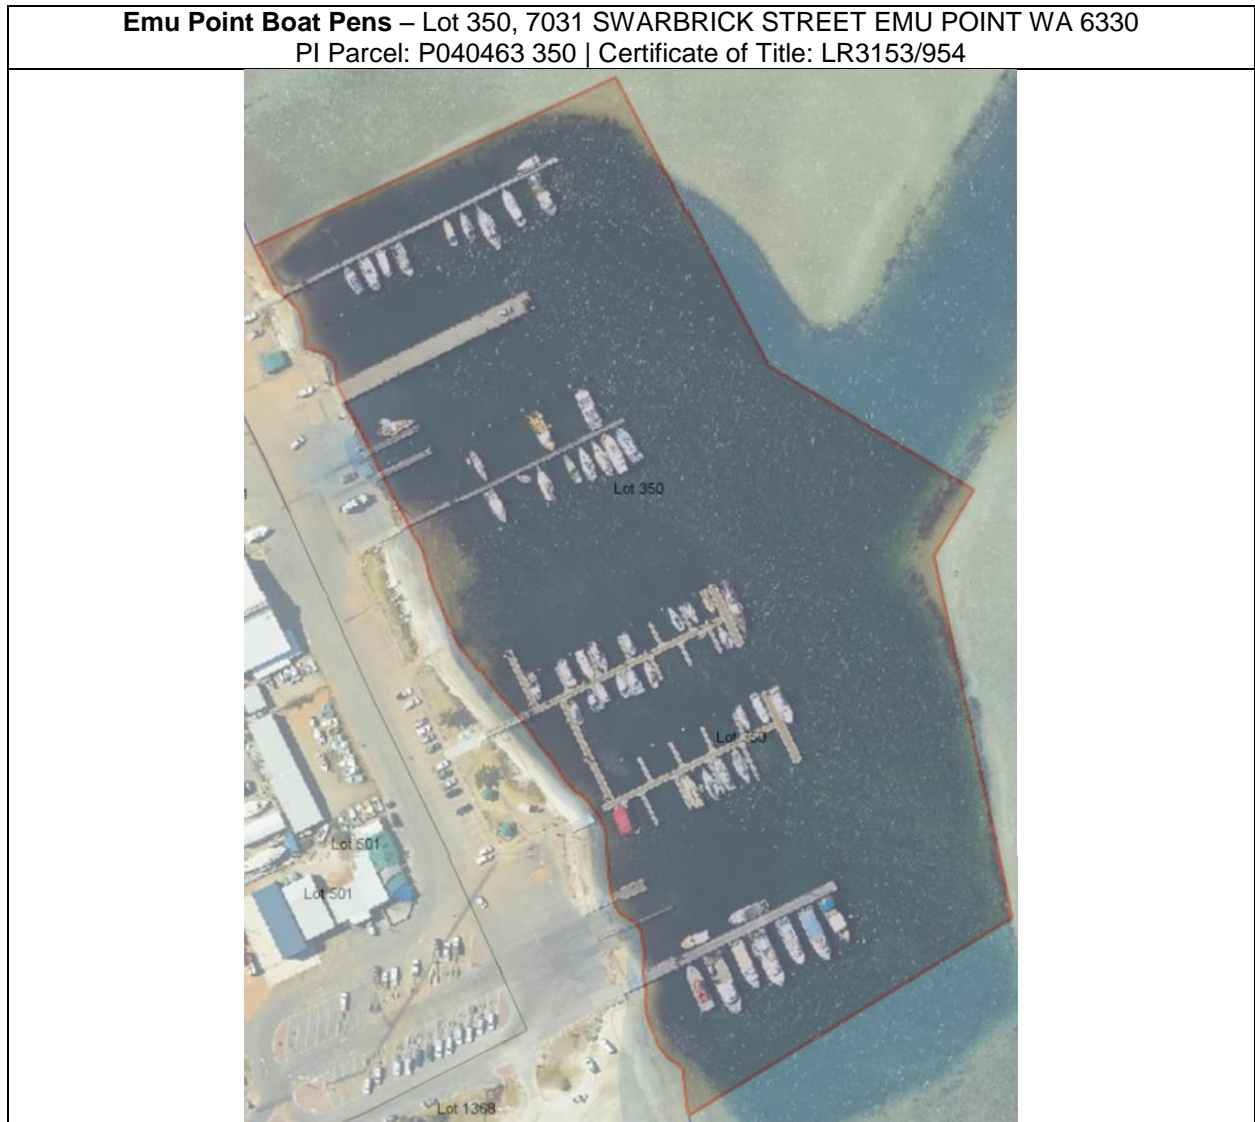 Emu Point Boat Pens – Lot 350, 7031 SWARBRICK STREET EMU POINT WA 6330
PI Parcel: P040463 350 | Certificate of Title: LR3153/954
Lot 350
Lot 350
Lot 501
Lot 501
Lot 1368